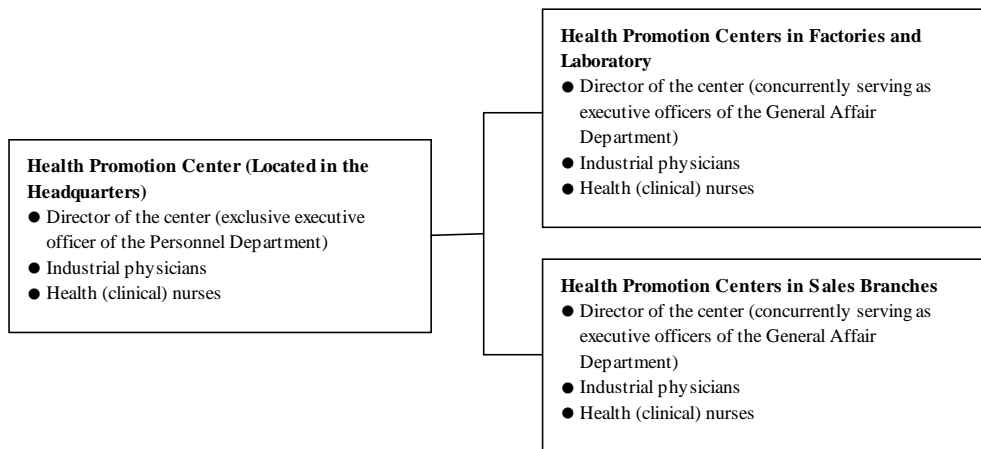 Health Promotion Center (Located in the
Headquarters)
● Director of the center (exclusive executive
officer of the Personnel Department)
● Industrial physicians
● Health (clinical) nurses
Health Promotion Centers in Factories and
Laboratory
● Director of the center (concurrently serving as
executive officers of the General Affair
Department)
● Industrial physicians
● Health (clinical) nurses
Health Promotion Centers in Sales Branches
● Director of the center (concurrently serving as
executive officers of the General Affair
Department)
● Industrial physicians
● Health (clinical) nurses